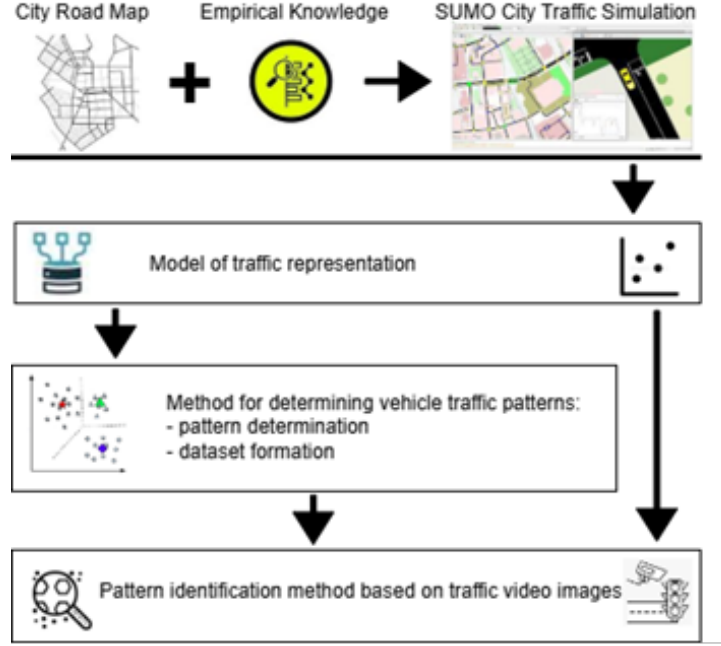 City Road Map
Empirical Knowledge
SUMO City Traffic Simulation
Model of traffic representation
Method for determining vehicle traffic patterns:
- pattern determination
- dataset formation
Pattern identification method based on traffic video images